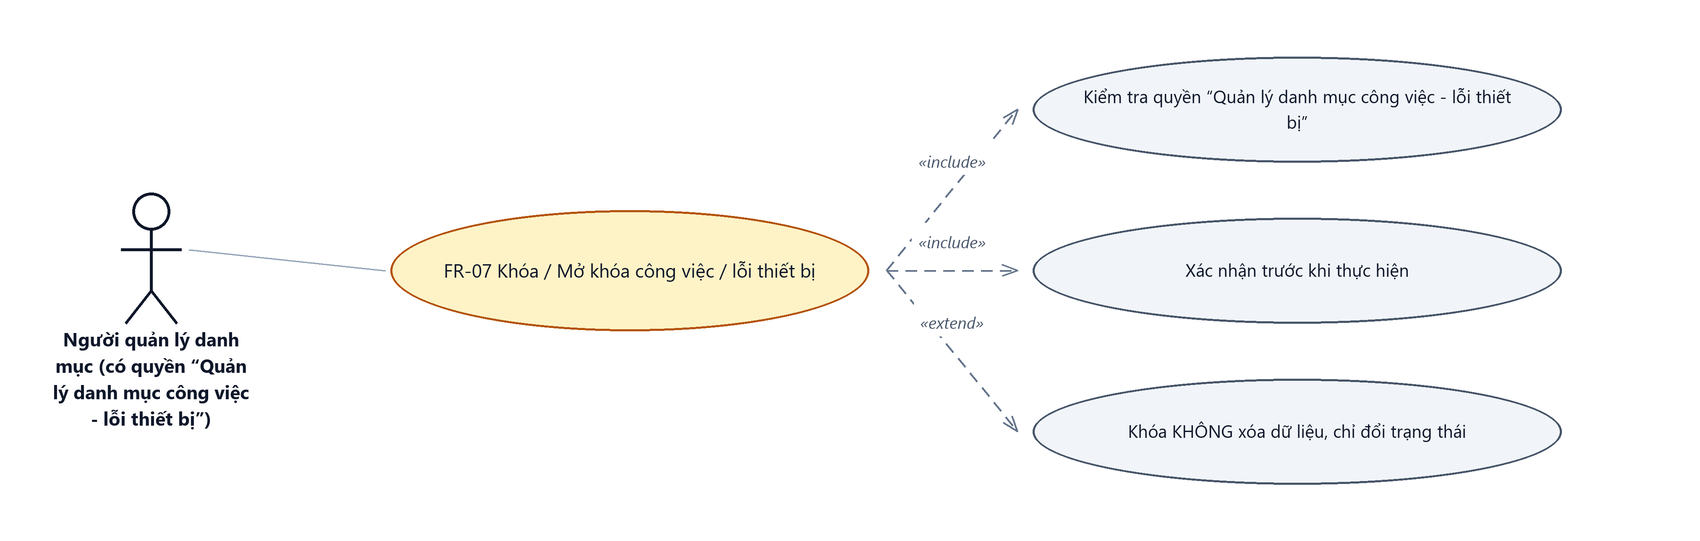 Kiểm tra quyền “Quản lý danh mục công việc - lỗi thiết
bị”
«include»
«include»
FR-07 Khóa / Mở khóa công việc / lỗi thiết bị
Xác nhận trước khi thực hiện
«extend»
Người quản lý danh
mục (có quyền “Quản
lý danh mục công việc
- lỗi thiết bị”)
Khóa KHÔNG xóa dữ liệu, chỉ đổi trạng thái